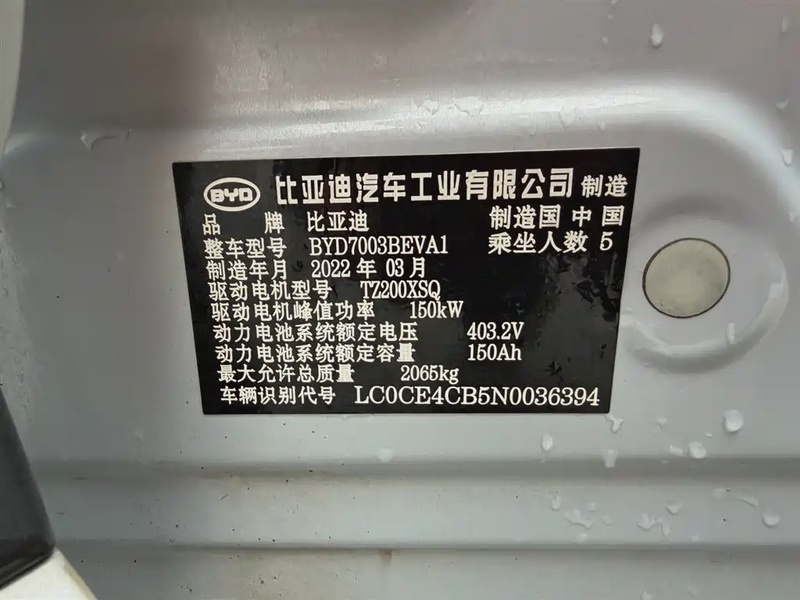 BYD 比亚迪汽车工业有限公司 制造
品 牌 比亚迪 制造国 中国
整车型号 BYD7003BEVA1 乘坐人数 5
制造年月 2022 年 03 月
驱动电机型号 TZ200XSQ
驱动电机峰值功率 150kW
动力电池系统额定电压 403.2V
动力电池系统额定容量 150Ah
最大允许总质量 2065kg
车辆识别代号 LC0CE4CB5N0036394